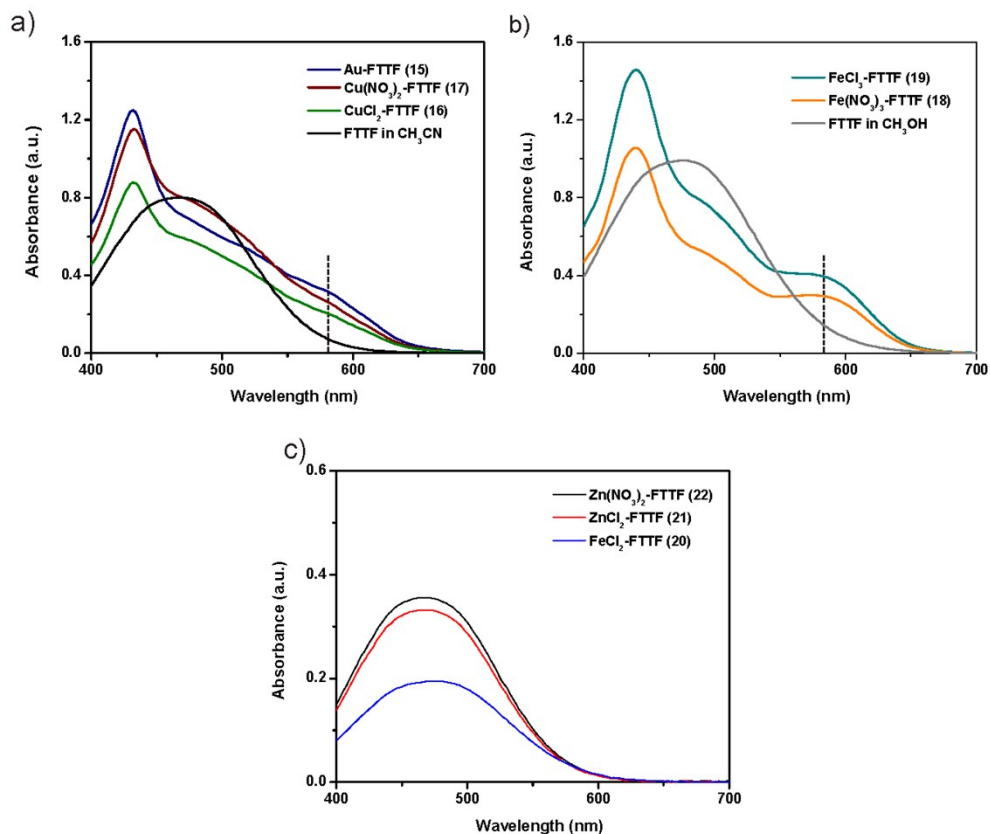 a)
1.6
1.2
0.8
0.4
0.0
Absorbance (a.u.)
Au-FTTF (15)
Cu(NO₃)₂-FTTF (17)
CuCl₂-FTTF (16)
FTTF in CH₃CN
400 500 600 700
Wavelength (nm)
b)
1.6
1.2
0.8
0.4
0.0
Absorbance (a.u.)
FeCl₃-FTTF (19)
Fe(NO₃)₃-FTTF (18)
FTTF in CH₃OH
400 500 600 700
Wavelength (nm)
c)
0.6
0.4
0.2
0.0
Absorbance (a.u.)
Zn(NO₃)₂-FTTF (22)
ZnCl₂-FTTF (21)
FeCl₂-FTTF (20)
400 500 600 700
Wavelength (nm)